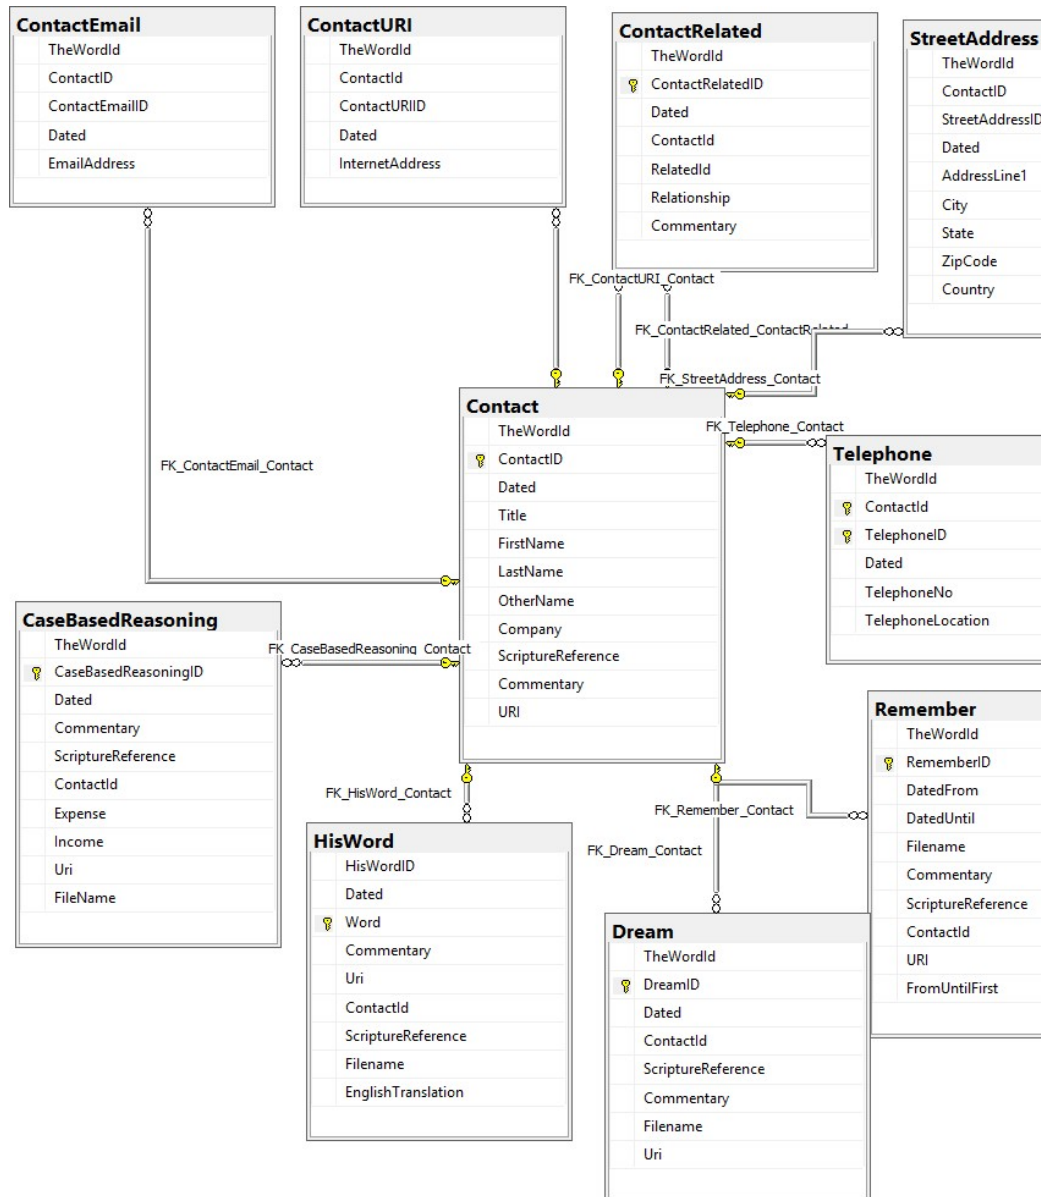 ContactEmail
TheWordId
ContactID
ContactEmailID
Dated
EmailAddress
ContactURI
TheWordId
ContactId
ContactURIID
Dated
InternetAddress
ContactRelated
TheWordId
ContactRelatedID
Dated
ContactId
RelatedId
Relationship
Commentary
StreetAddress
TheWordId
ContactID
StreetAddressID
Dated
AddressLine1
City
State
ZipCode
Country
FK_ContactURI_Contact
FK_ContactRelated_ContactRelated
FK_StreetAddress_Contact
FK_Telephone_Contact
FK_ContactEmail_Contact
Contact
TheWordId
ContactID
Dated
Title
FirstName
LastName
OtherName
Company
ScriptureReference
Commentary
URI
Telephone
TheWordId
ContactId
TelephoneID
Dated
TelephoneNo
TelephoneLocation
CaseBasedReasoning
TheWordId
CaseBasedReasoningID
Dated
Commentary
ScriptureReference
ContactId
Expense
Income
Uri
FileName
FK_CaseBasedReasoning_Contact
FK_HisWord_Contact
FK_Remember_Contact
FK_Dream_Contact
Remember
TheWordId
RememberID
DatedFrom
DatedUntil
Filename
Commentary
ScriptureReference
ContactId
URI
FromUntilFirst
HisWord
HisWordID
Dated
Word
Commentary
Uri
ContactId
ScriptureReference
Filename
EnglishTranslation
Dream
TheWordId
DreamID
Dated
ContactId
ScriptureReference
Commentary
Filename
Uri